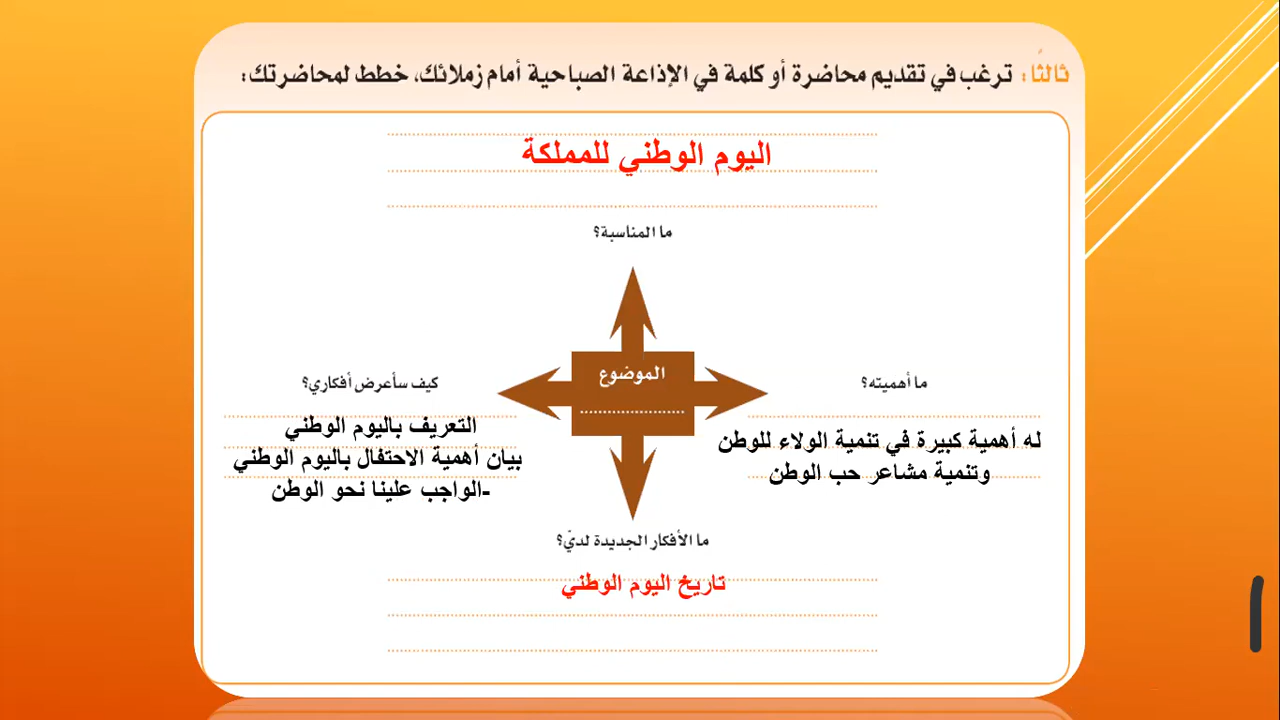 ثالثًا: ترغب في تقديم محاضرة أو كلمة في الإذاعة الصباحية أمام زملائك، خطط لمحاضرتك:
اليوم الوطني للمملكة
ما المناسبة؟
الموضوع
ما أهميته؟
له أهمية كبيرة في تنمية الولاء للوطن
وتنمية مشاعر حب الوطن
كيف سأعرض أفكاري؟
التعريف باليوم الوطني
بيان أهمية الاحتفال باليوم الوطني
-الواجب علينا نحو الوطن
ما الأفكار الجديدة لديّ؟
تاريخ اليوم الوطني